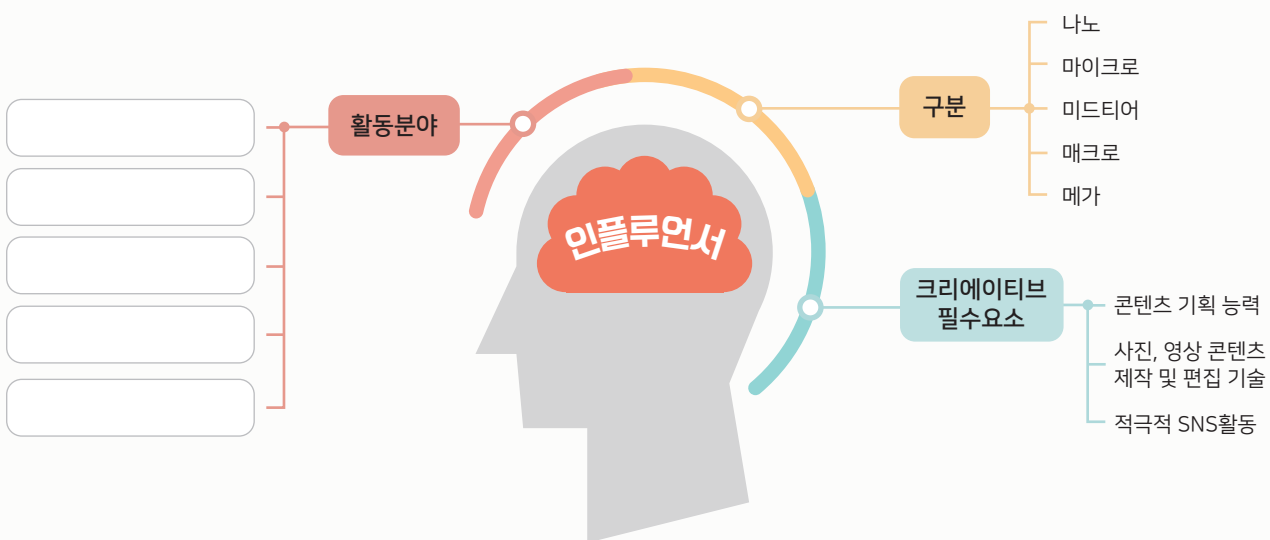 활동분야
인플루언서
구분
나노
마이크로
미드티어
매크로
메가
크리에이티브
필수요소
콘텐츠 기획 능력
사진, 영상 콘텐츠
제작 및 편집 기술
적극적 SNS활동